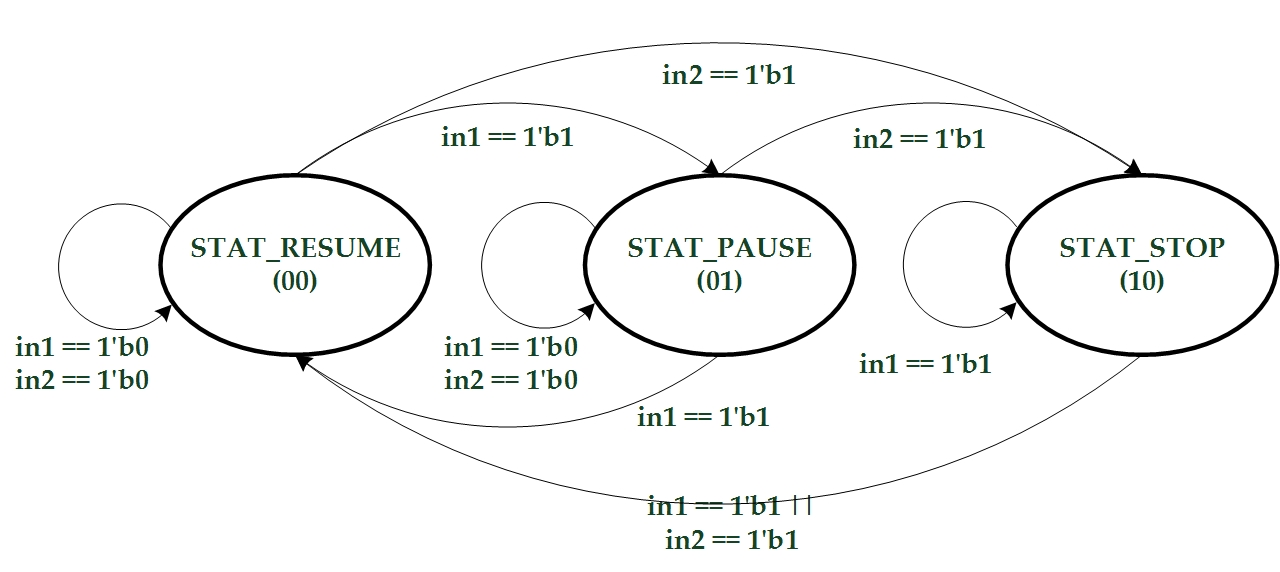 in2 == 1'b1
in1 == 1'b1
in2 == 1'b1
STAT_RESUME
(00)
STAT_PAUSE
(01)
STAT_STOP
(10)
in1 == 1'b0
in2 == 1'b0
in1 == 1'b0
in2 == 1'b0
in1 == 1'b1
in1 == 1'b1
in1 == 1'b1 ||
in2 == 1'b1